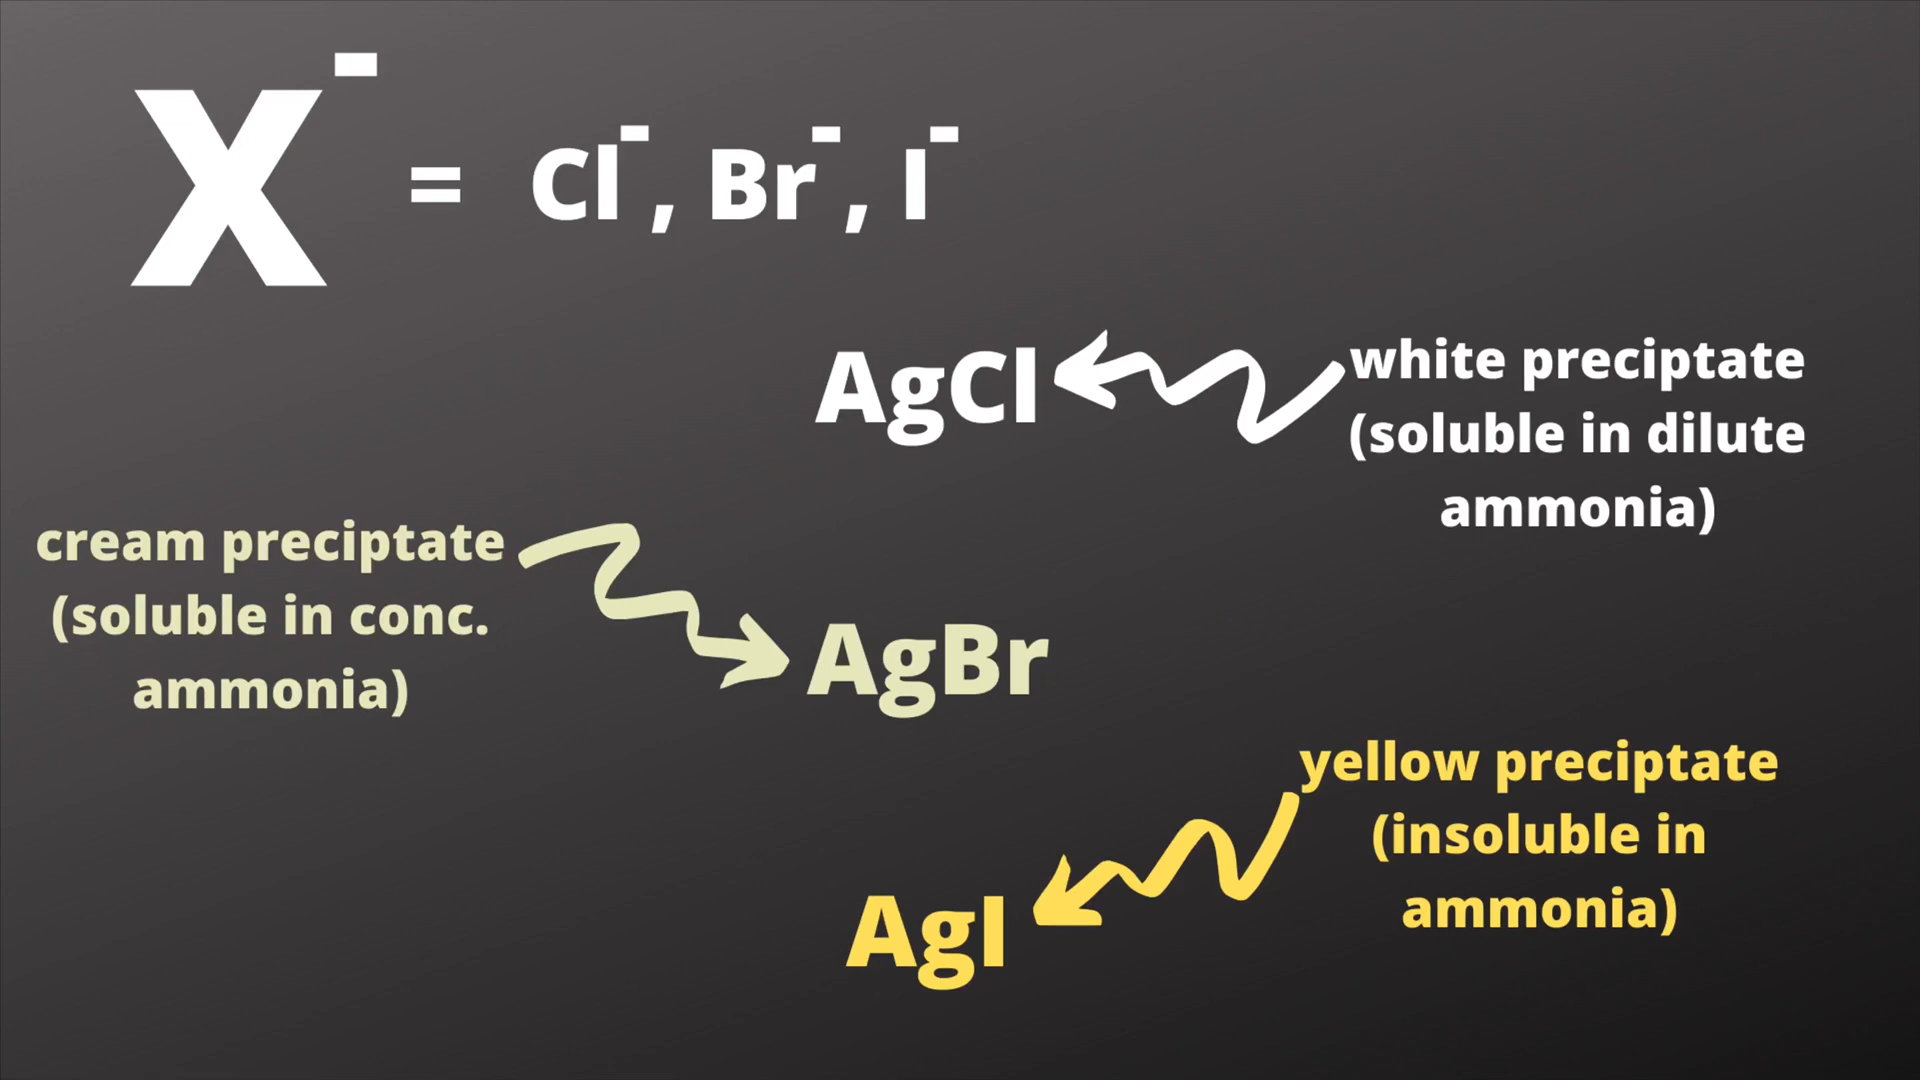 X⁻ = Cl⁻, Br⁻, I⁻
AgCl
white preciptate
(soluble in dilute
ammonia)
cream preciptate
(soluble in conc.
ammonia)
AgBr
yellow preciptate
(insoluble in
ammonia)
AgI